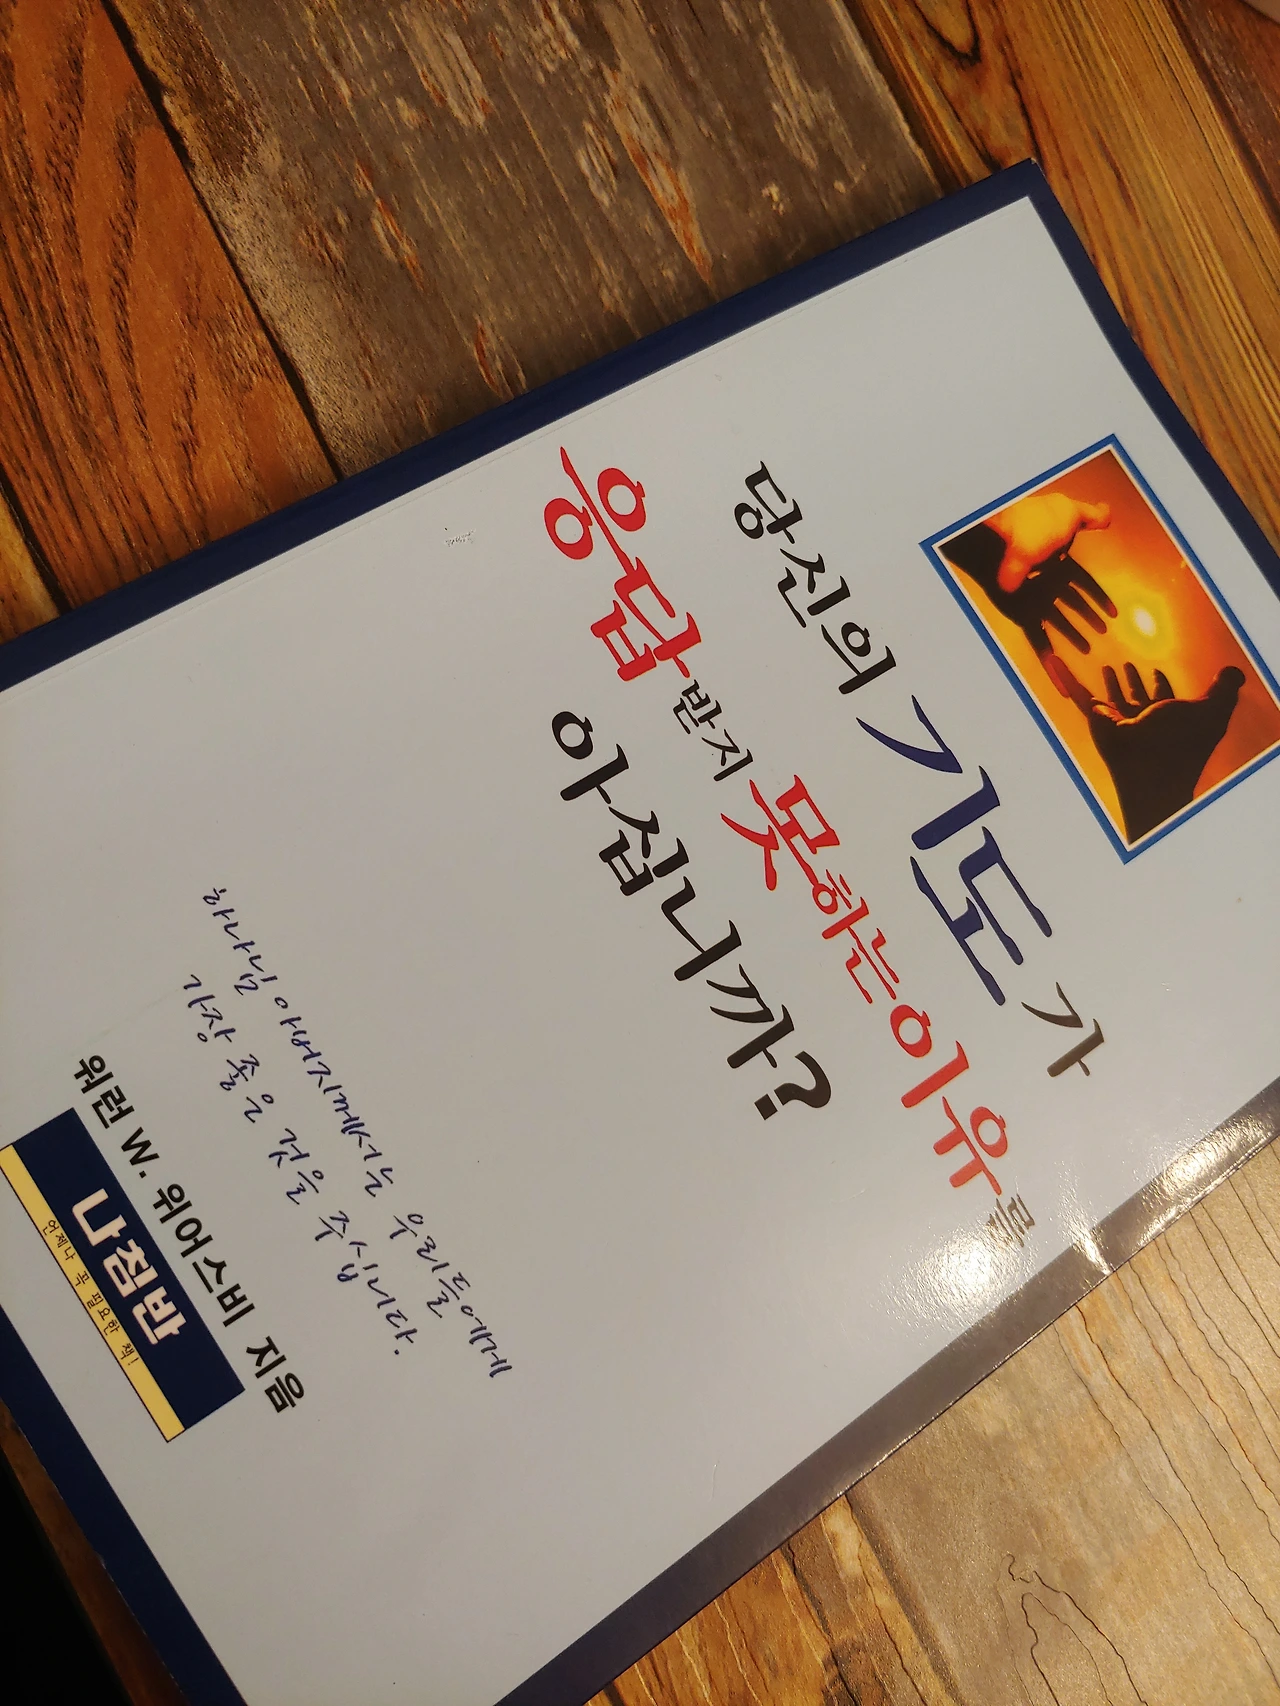 당신의 기도가
응답받지 못하는 이유를
아십니까?
하나님 아버지께서는 우리들에게
가장 좋은 것을 주십니다.
워런 W. 위어스비 지음
나침반
언제나 꼭 필요한 책!